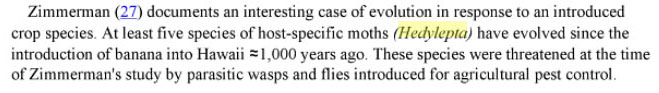 Zimmerman (27) documents an interesting case of evolution in response to an introduced
crop species. At least five species of host-specific moths (Hedylepta) have evolved since the
introduction of banana into Hawaii ≈1,000 years ago. These species were threatened at the time
of Zimmerman's study by parasitic wasps and flies introduced for agricultural pest control.